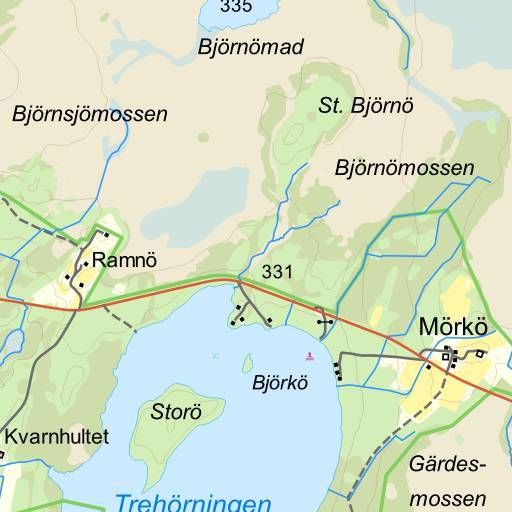 335
Björnömad
St. Björnö
Björnsjömossen
Björnömossen
Ramnö
331
Mörkö
Björkö
Storö
Kvarnhultet
Gärdes-
mossen
Trehörningen